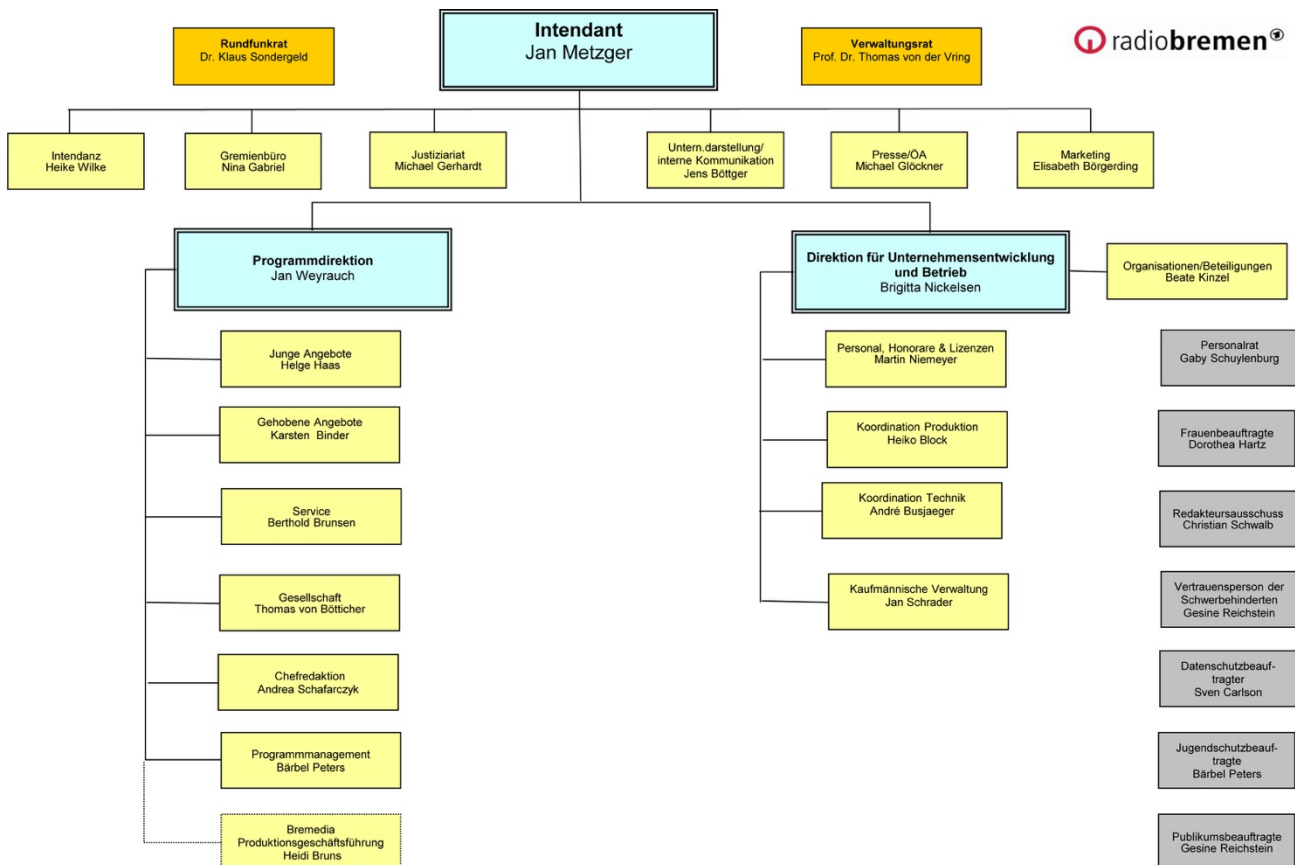 Intendant
Jan Metzger
Rundfunkrat
Dr. Klaus Sondergeld
Verwaltungsrat
Prof. Dr. Thomas von der Vring
radiobremen
Intendanz
Heike Wilke
Gremienbüro
Nina Gabriel
Justiziariat
Michael Gerhardt
Untern.darstellung/
interne Kommunikation
Jens Böttger
Presse/ÖA
Michael Glöckner
Marketing
Elisabeth Börgerding
Programmdirektion
Jan Weyrauch
Direktion für Unternehmensentwicklung
und Betrieb
Brigitta Nickelsen
Organisationen/Beteiligungen
Beate Kinzel
Junge Angebote
Helge Haas
Gehobene Angebote
Karsten Binder
Service
Berthold Brunsen
Gesellschaft
Thomas von Bötticher
Chefredaktion
Andrea Schafarczyk
Programmmanagement
Bärbel Peters
Bremedia
Produktionsgeschäftsführung
Heidi Bruns
Personal, Honorare & Lizenzen
Martin Niemeyer
Koordination Produktion
Heiko Block
Koordination Technik
André Busjaeger
Kaufmännische Verwaltung
Jan Schrader
Personalrat
Gaby Schuylenburg
Frauenbeauftragte
Dorothea Hartz
Redakteursausschuss
Christian Schwalb
Vertrauensperson der
Schwerbehinderten
Gesine Reichstein
Datenschutzbeauf-
tragter
Sven Carlson
Jugendschutzbeauf-
tragte
Bärbel Peters
Publikumsbeauftragte
Gesine Reichstein